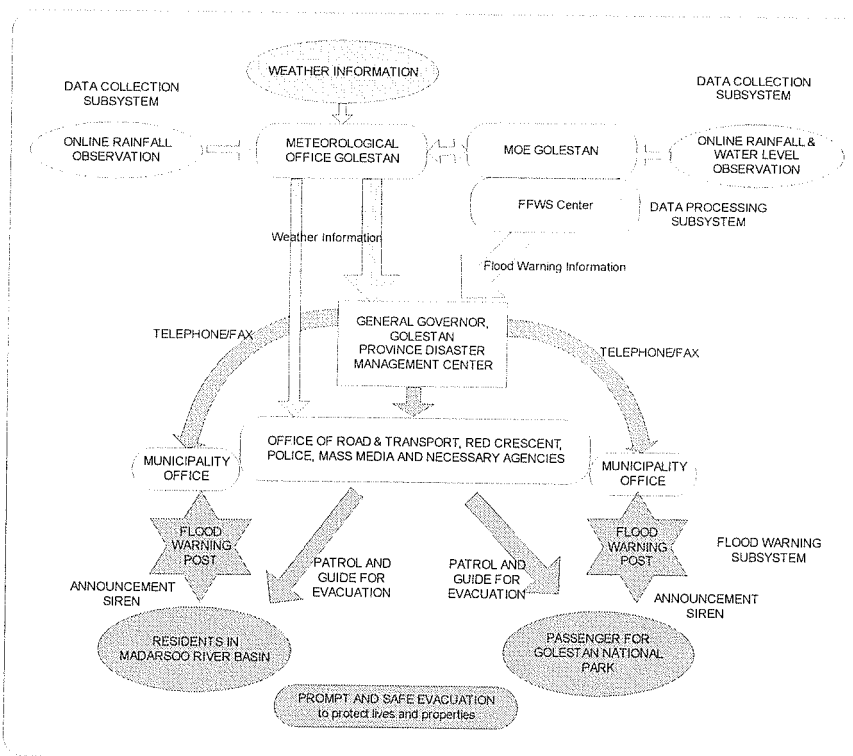 WEATHER INFORMATION
DATA COLLECTION
SUBSYSTEM
DATA COLLECTION
SUBSYSTEM
ONLINE RAINFALL
OBSERVATION
METEOROLOGICAL
OFFICE GOLESTAN
MOE GOLESTAN
ONLINE RAINFALL &
WATER LEVEL
OBSERVATION
FFWS Center
DATA PROCESSING
SUBSYSTEM
Weather Information
Flood Warning Information
GENERAL GOVERNOR,
GOLESTAN
PROVINCE DISASTER
MANAGEMENT CENTER
TELEPHONE/FAX
TELEPHONE/FAX
OFFICE OF ROAD & TRANSPORT, RED CRESCENT,
POLICE, MASS MEDIA AND NECESSARY AGENCIES
MUNICIPALITY
OFFICE
MUNICIPALITY
OFFICE
FLOOD
WARNING
POST
FLOOD
WARNING
POST
FLOOD WARNING
SUBSYSTEM
PATROL AND
GUIDE FOR
EVACUATION
PATROL AND
GUIDE FOR
EVACUATION
ANNOUNCEMENT
SIREN
ANNOUNCEMENT
SIREN
RESIDENTS IN
MADARSOO RIVER BASIN
PASSENGER FOR
GOLESTAN NATIONAL
PARK
PROMPT AND SAFE EVACUATION
to protect lives and properties